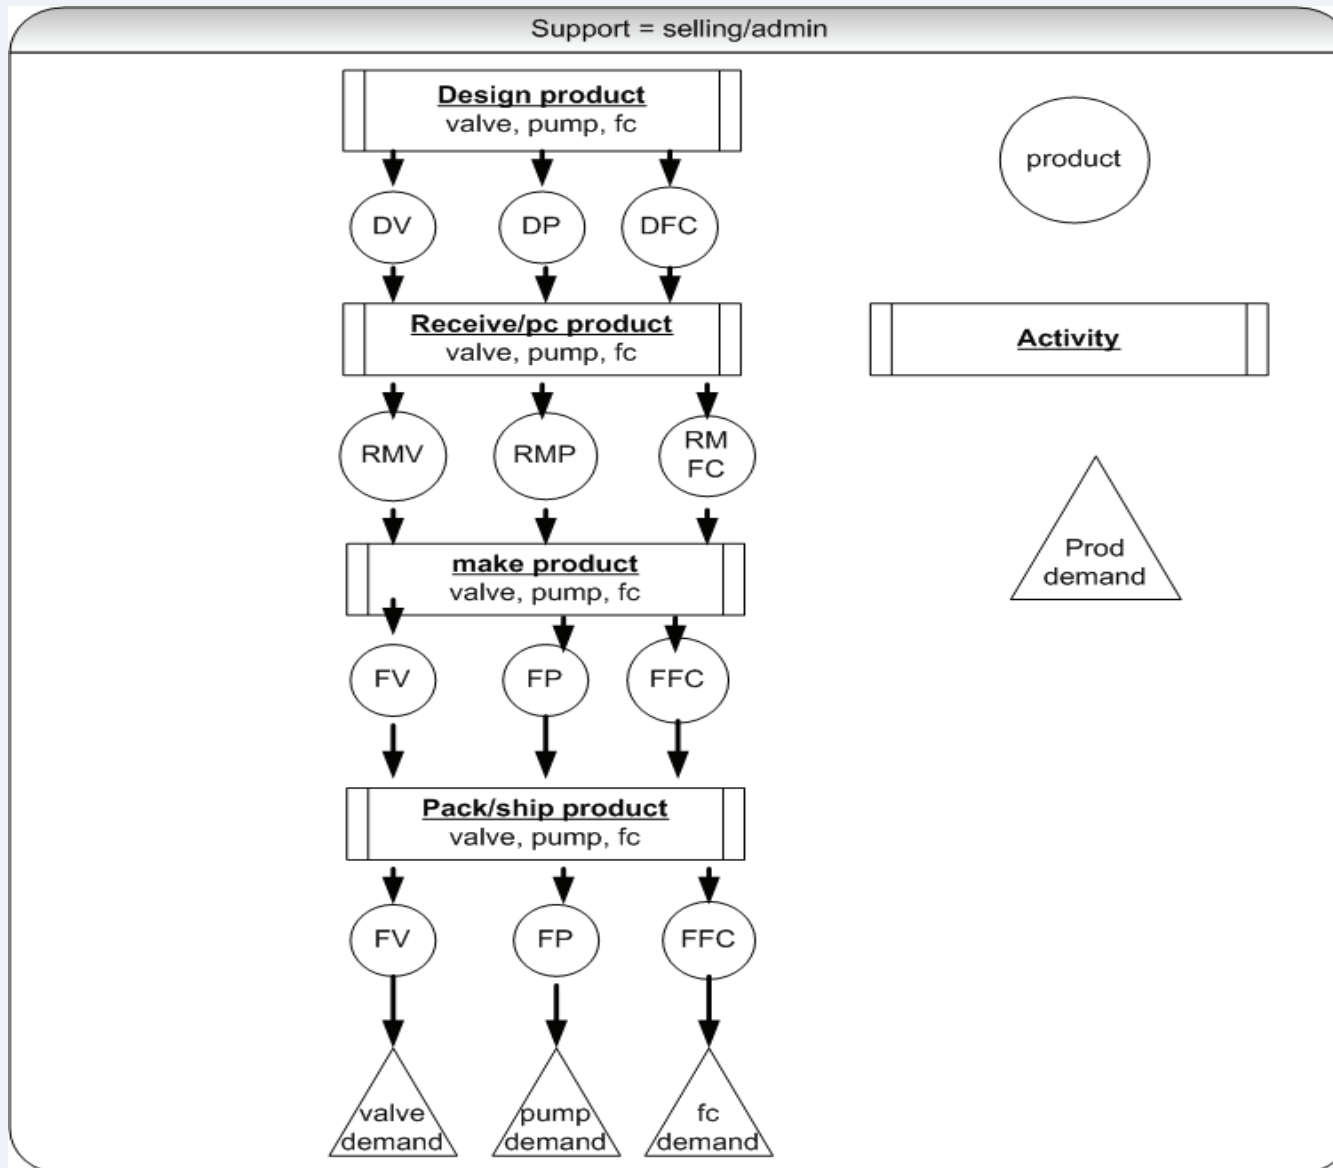 Support = selling/admin
Design product
valve, pump, fc
DV
DP
DFC
Receive/pc product
valve, pump, fc
RMV
RMP
RM
FC
make product
valve, pump, fc
FV
FP
FFC
Pack/ship product
valve, pump, fc
FV
FP
FFC
valve
demand
pump
demand
fc
demand
product
Activity
Prod
demand